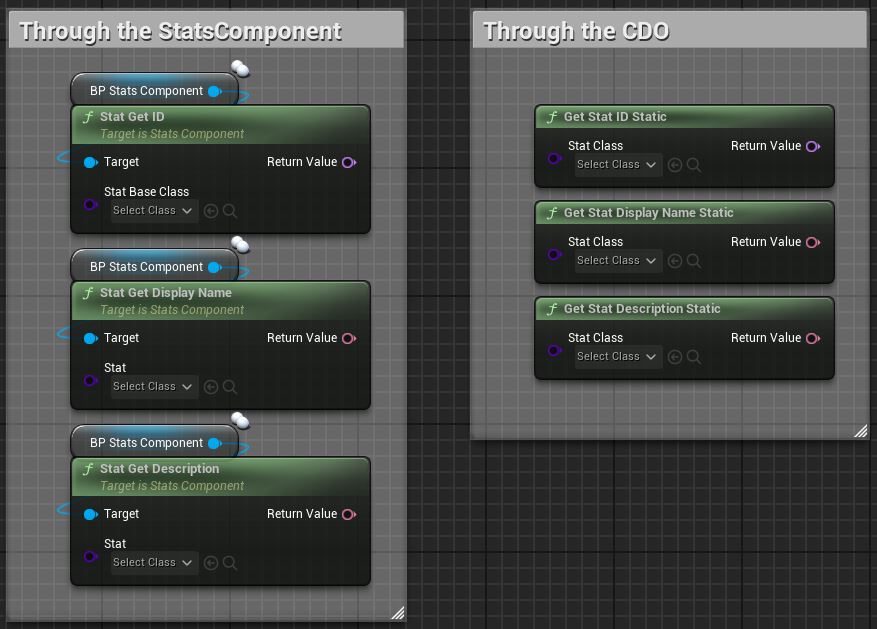 Through the StatsComponent
BP Stats Component
f Stat Get ID
Target is Stats Component
Target Return Value
Stat Base Class
Select Class
BP Stats Component
f Stat Get Display Name
Target is Stats Component
Target Return Value
Stat
Select Class
BP Stats Component
f Stat Get Description
Target is Stats Component
Target Return Value
Stat
Select Class
Through the CDO
f Get Stat ID Static
Stat Class Return Value
Select Class
f Get Stat Display Name Static
Stat Class Return Value
Select Class
f Get Stat Description Static
Stat Class Return Value
Select Class